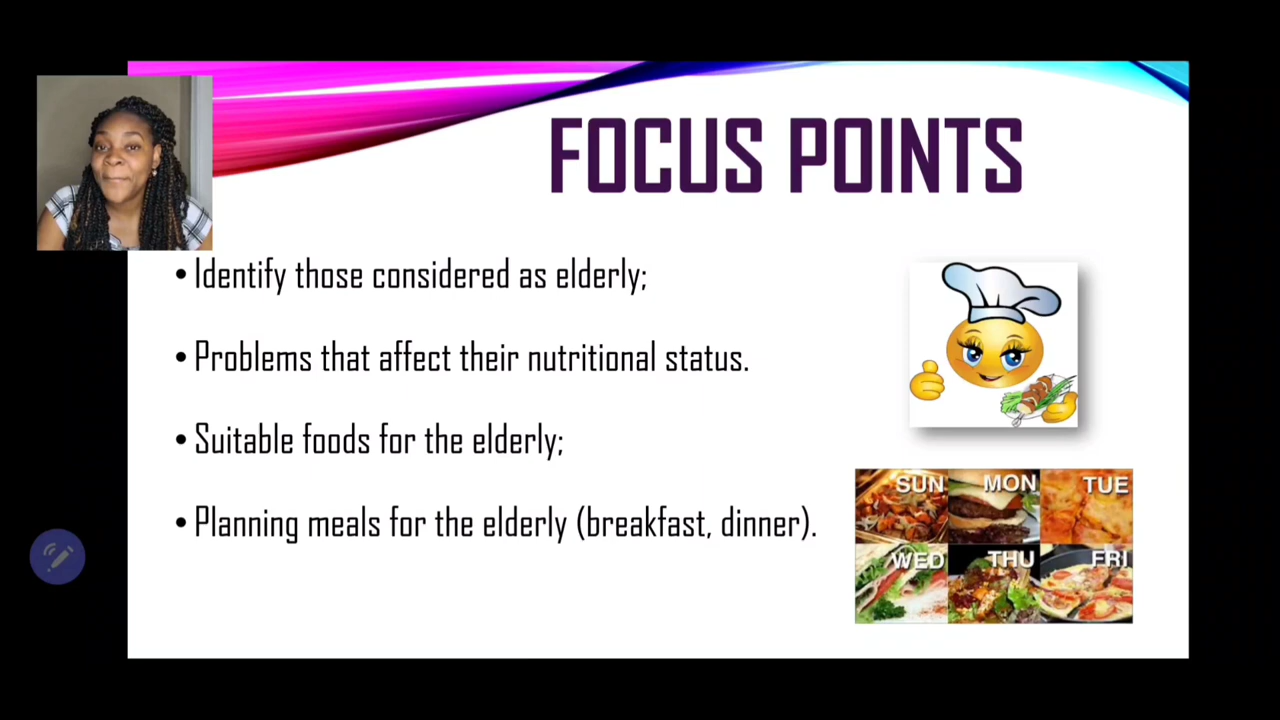 FOCUS POINTS
• Identify those considered as elderly;
• Problems that affect their nutritional status.
• Suitable foods for the elderly;
• Planning meals for the elderly (breakfast, dinner).
SUN MON TUE
WED THU FRI